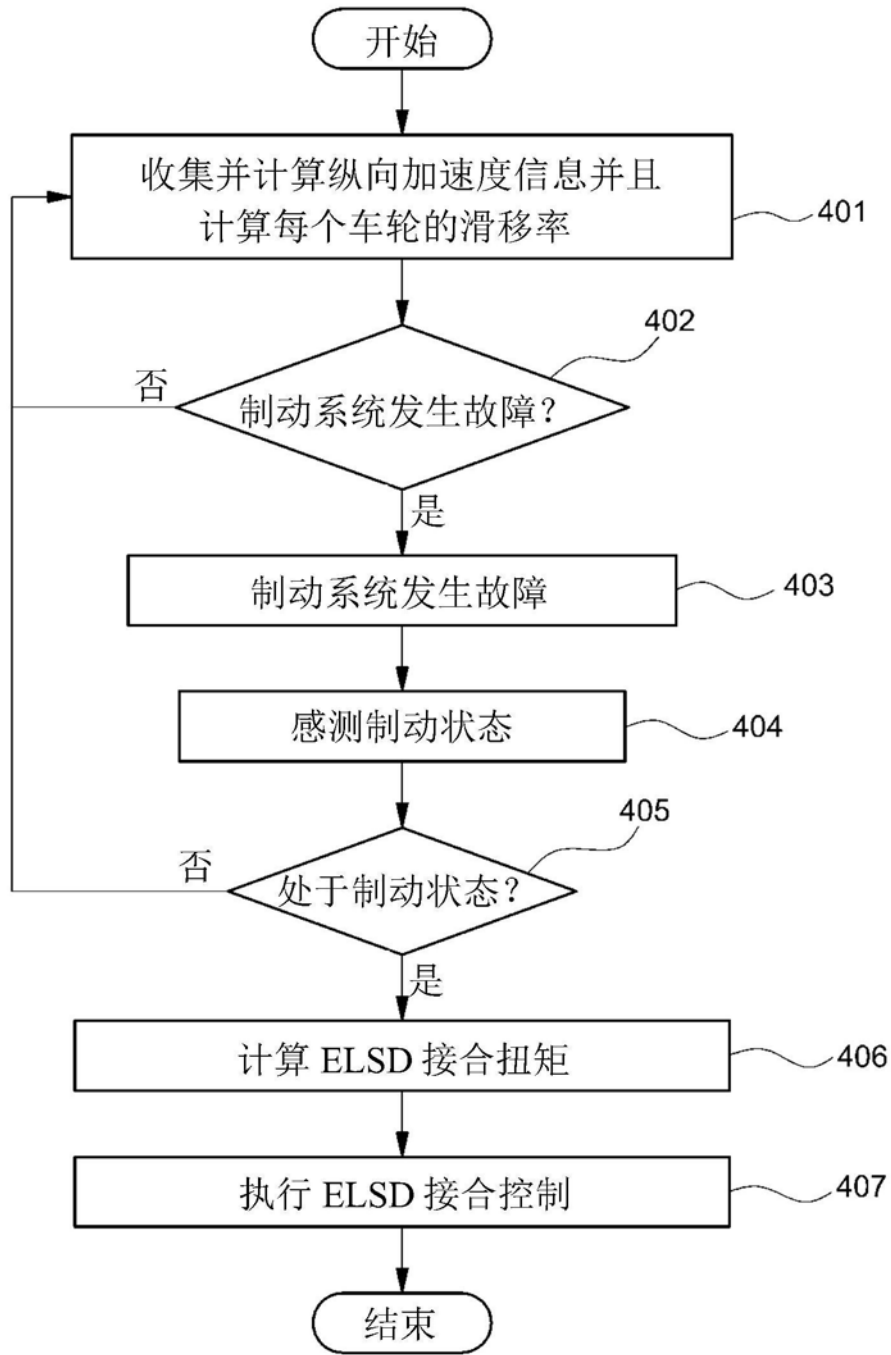 开始
收集并计算纵向加速度信息并且
计算每个车轮的滑移率
401
402
否
制动系统发生故障？
是
制动系统发生故障
403
感测制动状态
404
405
否
处于制动状态？
是
计算 ELSD 接合扭矩
406
执行 ELSD 接合控制
407
结束